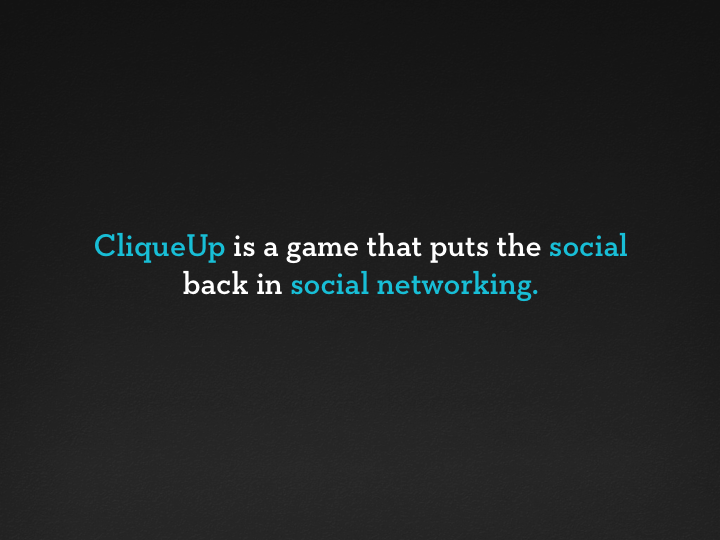 CliqueUp is a game that puts the social
back in social networking.